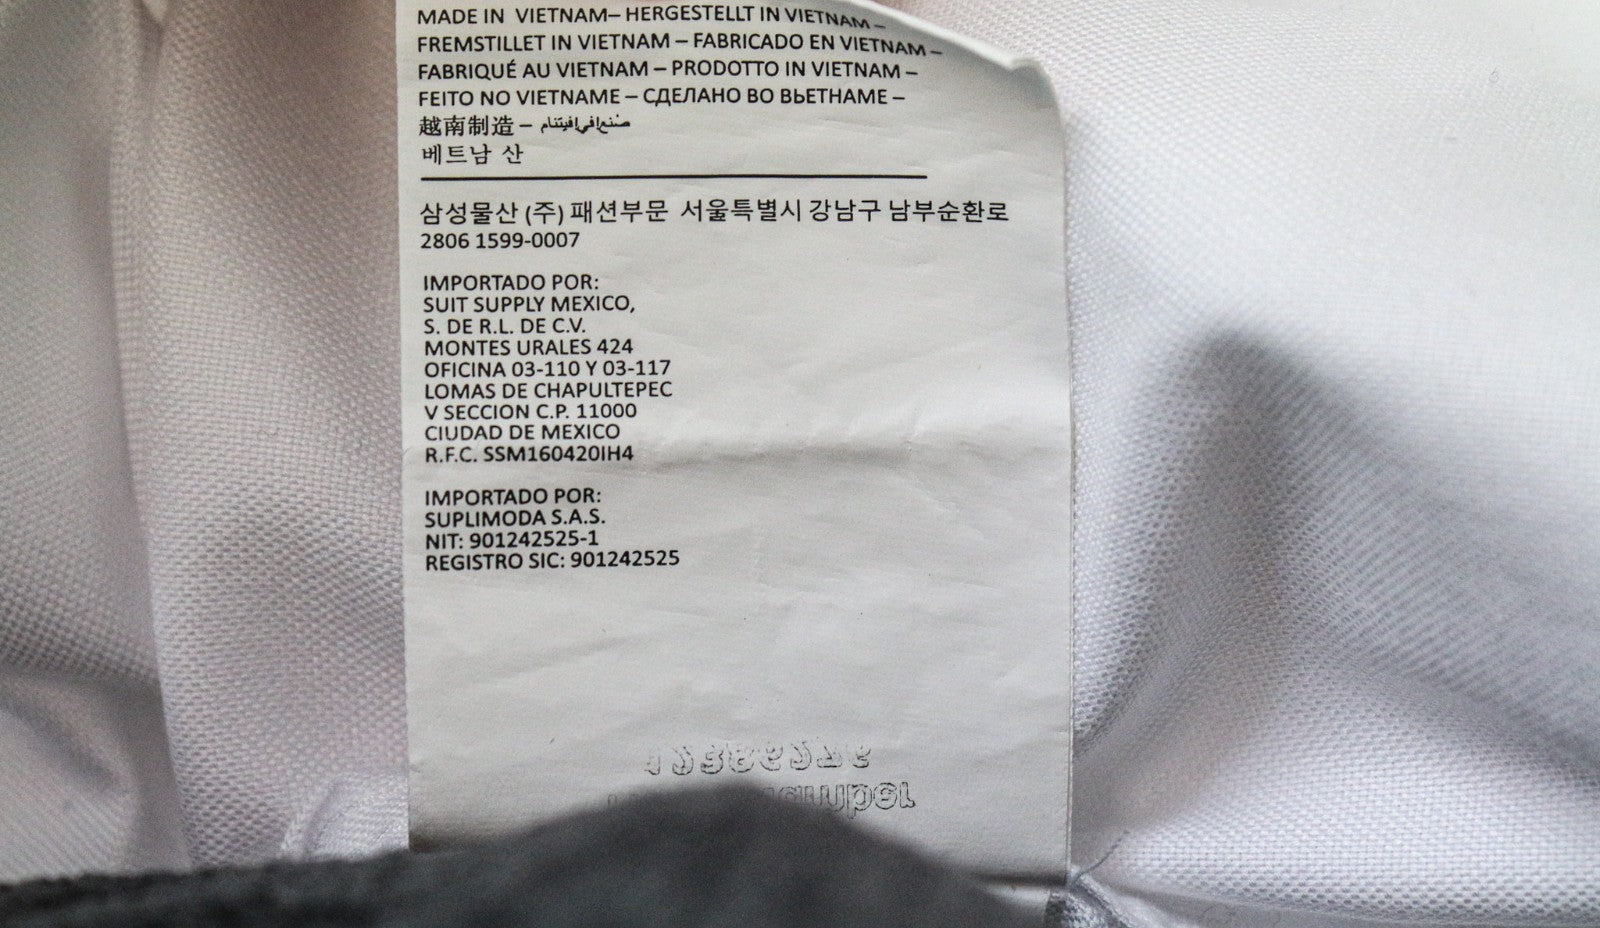 MADE IN VIETNAM– HERGESTELLT IN VIETNAM –
FREMSTILLET IN VIETNAM – FABRICADO EN VIETNAM –
FABRIQUÉ AU VIETNAM – PRODOTTO IN VIETNAM –
FEITO NO VIETNAME – СДЕЛАНО ВО ВЬЕТНАМЕ –
越南制造 – صنع في فيتنام
베트남 산
삼성물산 (주) 패션부문 서울특별시 강남구 남부순환로
2806 1599-0007
IMPORTADO POR:
SUIT SUPPLY MEXICO,
S. DE R.L. DE C.V.
MONTES URALES 424
OFICINA 03-110 Y 03-117
LOMAS DE CHAPULTEPEC
V SECCION C.P. 11000
CIUDAD DE MEXICO
R.F.C. SSM160420IH4
IMPORTADO POR:
SUPLIMODA S.A.S.
NIT: 901242525-1
REGISTRO SIC: 901242525